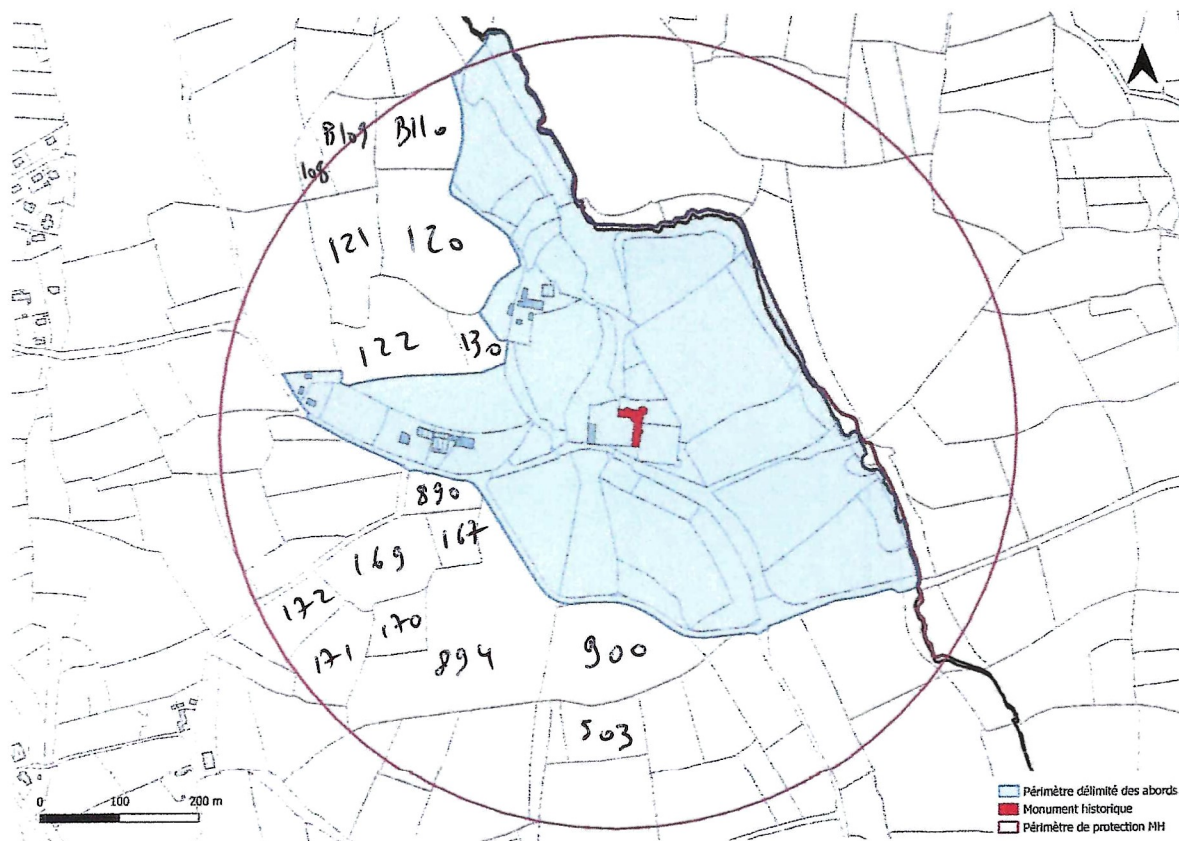 B109 B110
108
121 120
122 130
890
169 167
172
170
171 894 900
503
0 100 200 m
Périmètre délimité des abords
Monument historique
Périmètre de protection MH